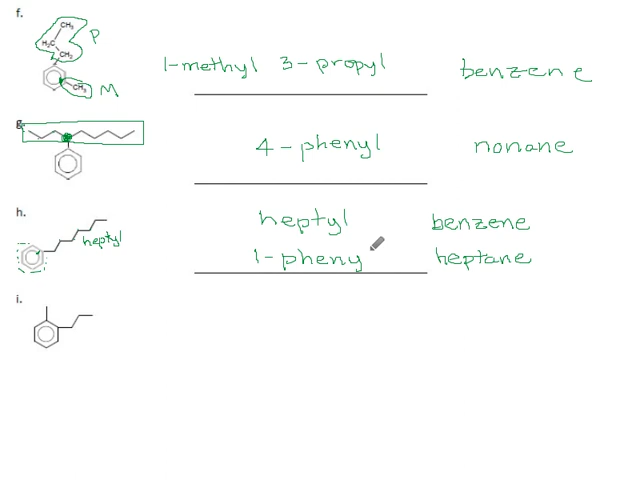 f.
CH₃
H₃C
CH₂
P
CH₃
M
1-methyl 3-propyl benzene
g.
4-phenyl nonane
h.
heptyl
heptyl benzene
1-pheny heptane
i.